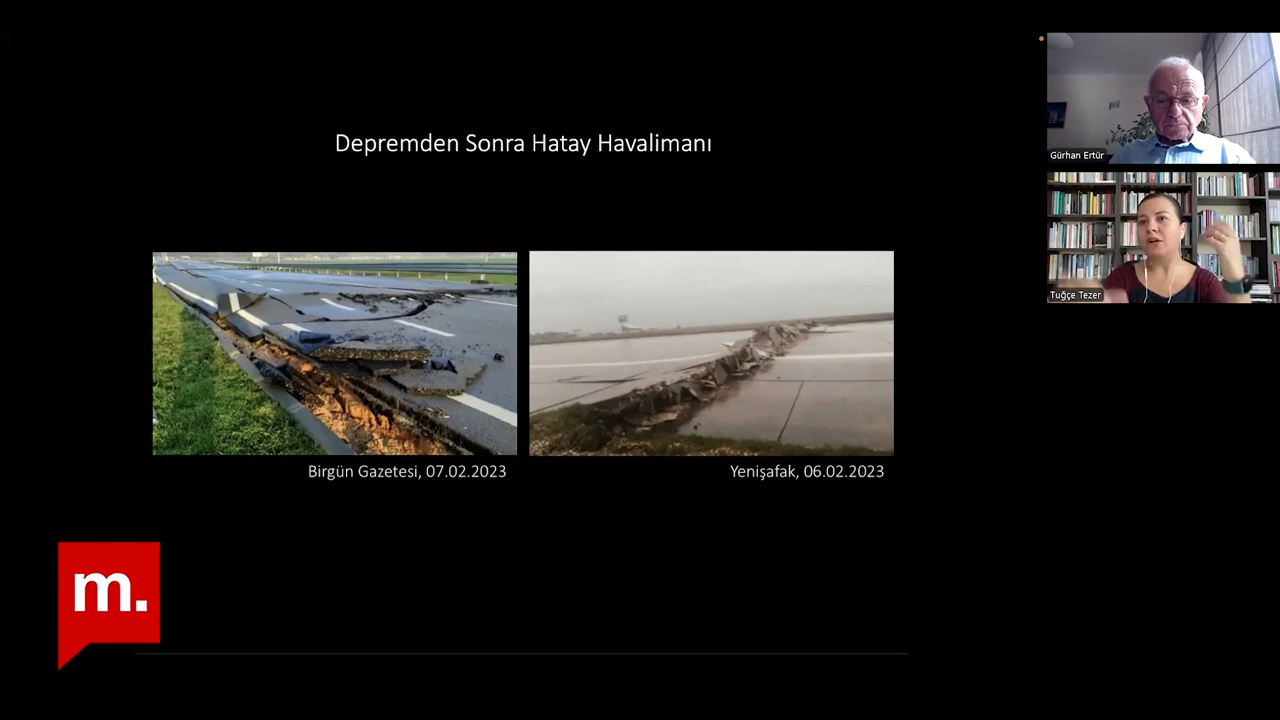 Depremden Sonra Hatay Havalimanı
Gürhan Ertür
Tuğçe Tezer
Birgün Gazetesi, 07.02.2023
Yenişafak, 06.02.2023
m.